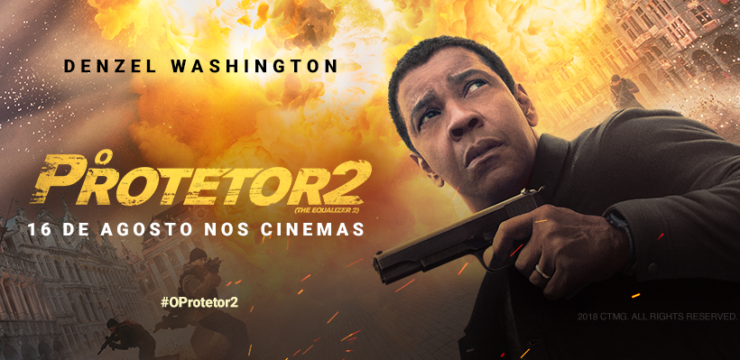 DENZEL WASHINGTON
O
PROTETOR2
(THE EQUALIZER 2)
16 DE AGOSTO NOS CINEMAS
#OProtetor2
2018 CTMG. ALL RIGHTS RESERVED.